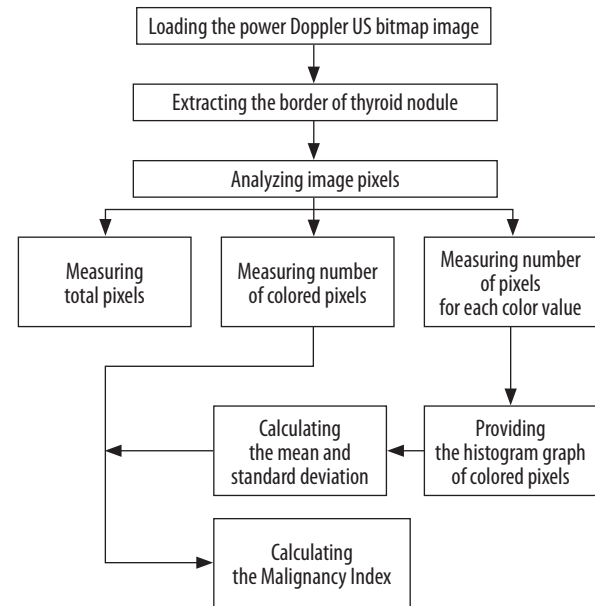 Loading the power Doppler US bitmap image
Extracting the border of thyroid nodule
Analyzing image pixels
Measuring
total pixels
Measuring number
of colored pixels
Measuring number
of pixels
for each color value
Calculating
the mean and
standard deviation
Providing
the histogram graph
of colored pixels
Calculating
the Malignancy Index